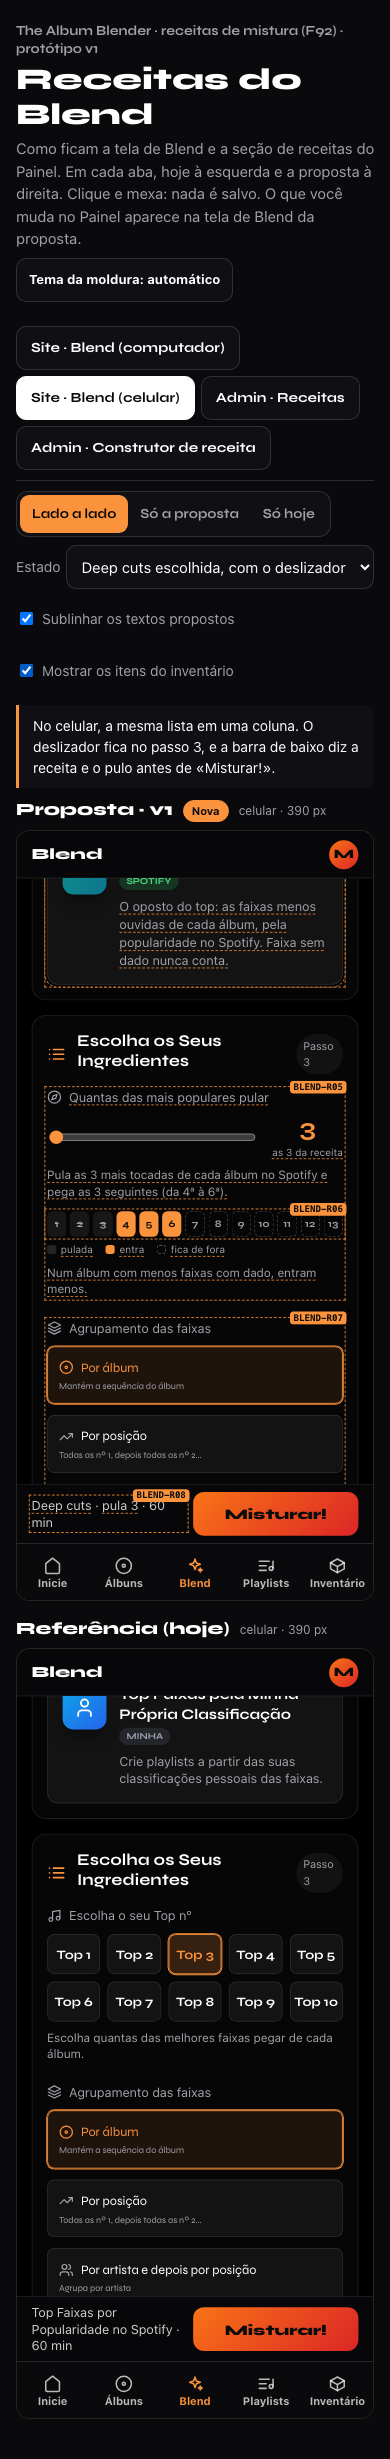 The Album Blender · receitas de mistura (F92) ·
protótipo v1
Receitas do
Blend
Como ficam a tela de Blend e a seção de receitas do
Painel. Em cada aba, hoje à esquerda e a proposta à
direita. Clique e mexa: nada é salvo. O que você
muda no Painel aparece na tela de Blend da
proposta.
Tema da moldura: automático
Site · Blend (computador)
Site · Blend (celular)
Admin · Receitas
Admin · Construtor de receita
Lado a lado
Só a proposta
Só hoje
Estado
Deep cuts escolhida, com o deslizador
Sublinhar os textos propostos
Mostrar os itens do inventário
No celular, a mesma lista em uma coluna. O
deslizador fica no passo 3, e a barra de baixo diz a
receita e o pulo antes de «Misturar!».
Proposta · v1
Nova
celular · 390 px
Blend
M
SPOTIFY
O oposto do top: as faixas menos
ouvidas de cada álbum, pela
popularidade no Spotify. Faixa sem
dado nunca conta.
Escolha os Seus
Ingredientes
Passo
3
BLEND-R05
Quantas das mais populares pular
3
as 3 da receita
Pula as 3 mais tocadas de cada álbum no Spotify e
pega as 3 seguintes (da 4ª à 6ª).
BLEND-R06
1 2 3 4 5 6 7 8 9 10 11 12 13
pulada
entra
fica de fora
Num álbum com menos faixas com dado, entram
menos.
BLEND-R07
Agrupamento das faixas
Por álbum
Mantém a sequência do álbum
Por posição
Todas as nº 1, depois todas as nº 2...
BLEND-R08
Deep cuts · pula 3 · 60
min
Misturar!
Início
Álbuns
Blend
Playlists
Inventário
Referência (hoje)
celular · 390 px
Blend
M
Top Faixas pela Minha
Própria Classificação
MINHA
Crie playlists a partir das suas
classificações pessoais das faixas.
Escolha os Seus
Ingredientes
Passo
3
Escolha o seu Top nº
Top 1
Top 2
Top 3
Top 4
Top 5
Top 6
Top 7
Top 8
Top 9
Top 10
Escolha quantas das melhores faixas pegar de cada
álbum.
Agrupamento das faixas
Por álbum
Mantém a sequência do álbum
Por posição
Todas as nº 1, depois todas as nº 2...
Por artista e depois por posição
Agrupa por artista
Top Faixas por
Popularidade no Spotify ·
60 min
Misturar!
Início
Álbuns
Blend
Playlists
Inventário